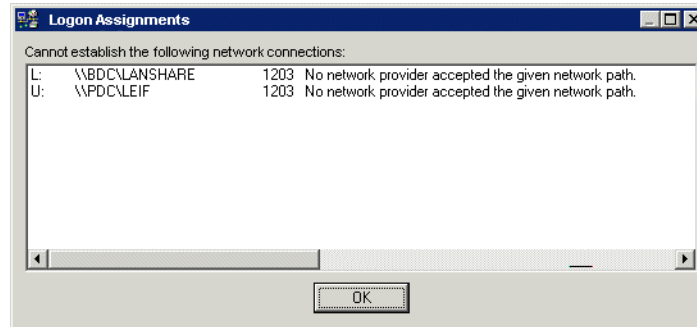 Logon Assignments
Cannot establish the following network connections:
L: \\BDC\LANSHARE 1203 No network provider accepted the given network path.
U: \\PDC\LEIF 1203 No network provider accepted the given network path.
OK